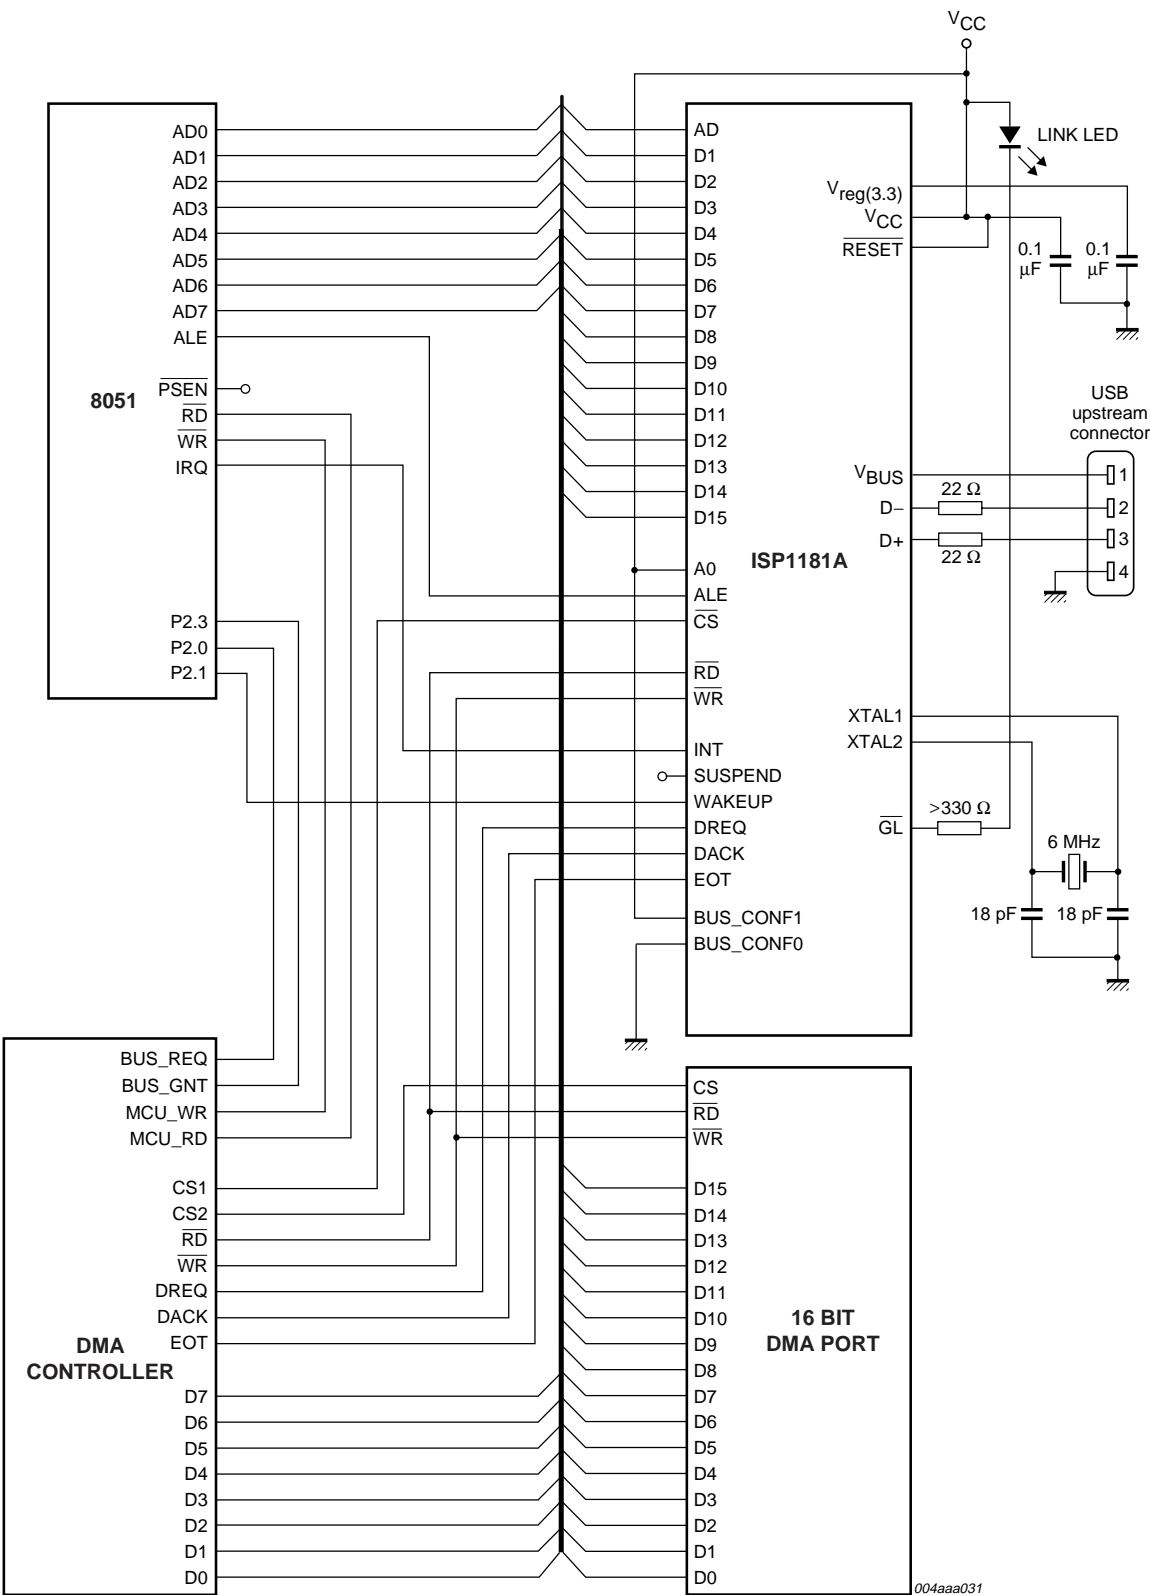 VCC
8051
AD0
AD1
AD2
AD3
AD4
AD5
AD6
AD7
ALE
PSEN
RD
WR
IRQ
P2.3
P2.0
P2.1
AD
D1
D2
D3
D4
D5
D6
D7
D8
D9
D10
D11
D12
D13
D14
D15
A0
ALE
CS
RD
WR
INT
SUSPEND
WAKEUP
DREQ
DACK
EOT
BUS_CONF1
BUS_CONF0
ISP1181A
Vreg(3.3)
VCC
RESET
VBUS
D−
D+
XTAL1
XTAL2
GL
LINK LED
0.1
µF
0.1
µF
USB
upstream
connector
1
2
3
4
22 Ω
22 Ω
>330 Ω
6 MHz
18 pF
18 pF
DMA
CONTROLLER
BUS_REQ
BUS_GNT
MCU_WR
MCU_RD
CS1
CS2
RD
WR
DREQ
DACK
EOT
D7
D6
D5
D4
D3
D2
D1
D0
CS
RD
WR
D15
D14
D13
D12
D11
D10
D9
D8
D7
D6
D5
D4
D3
D2
D1
D0
16 BIT
DMA PORT
004aaa031